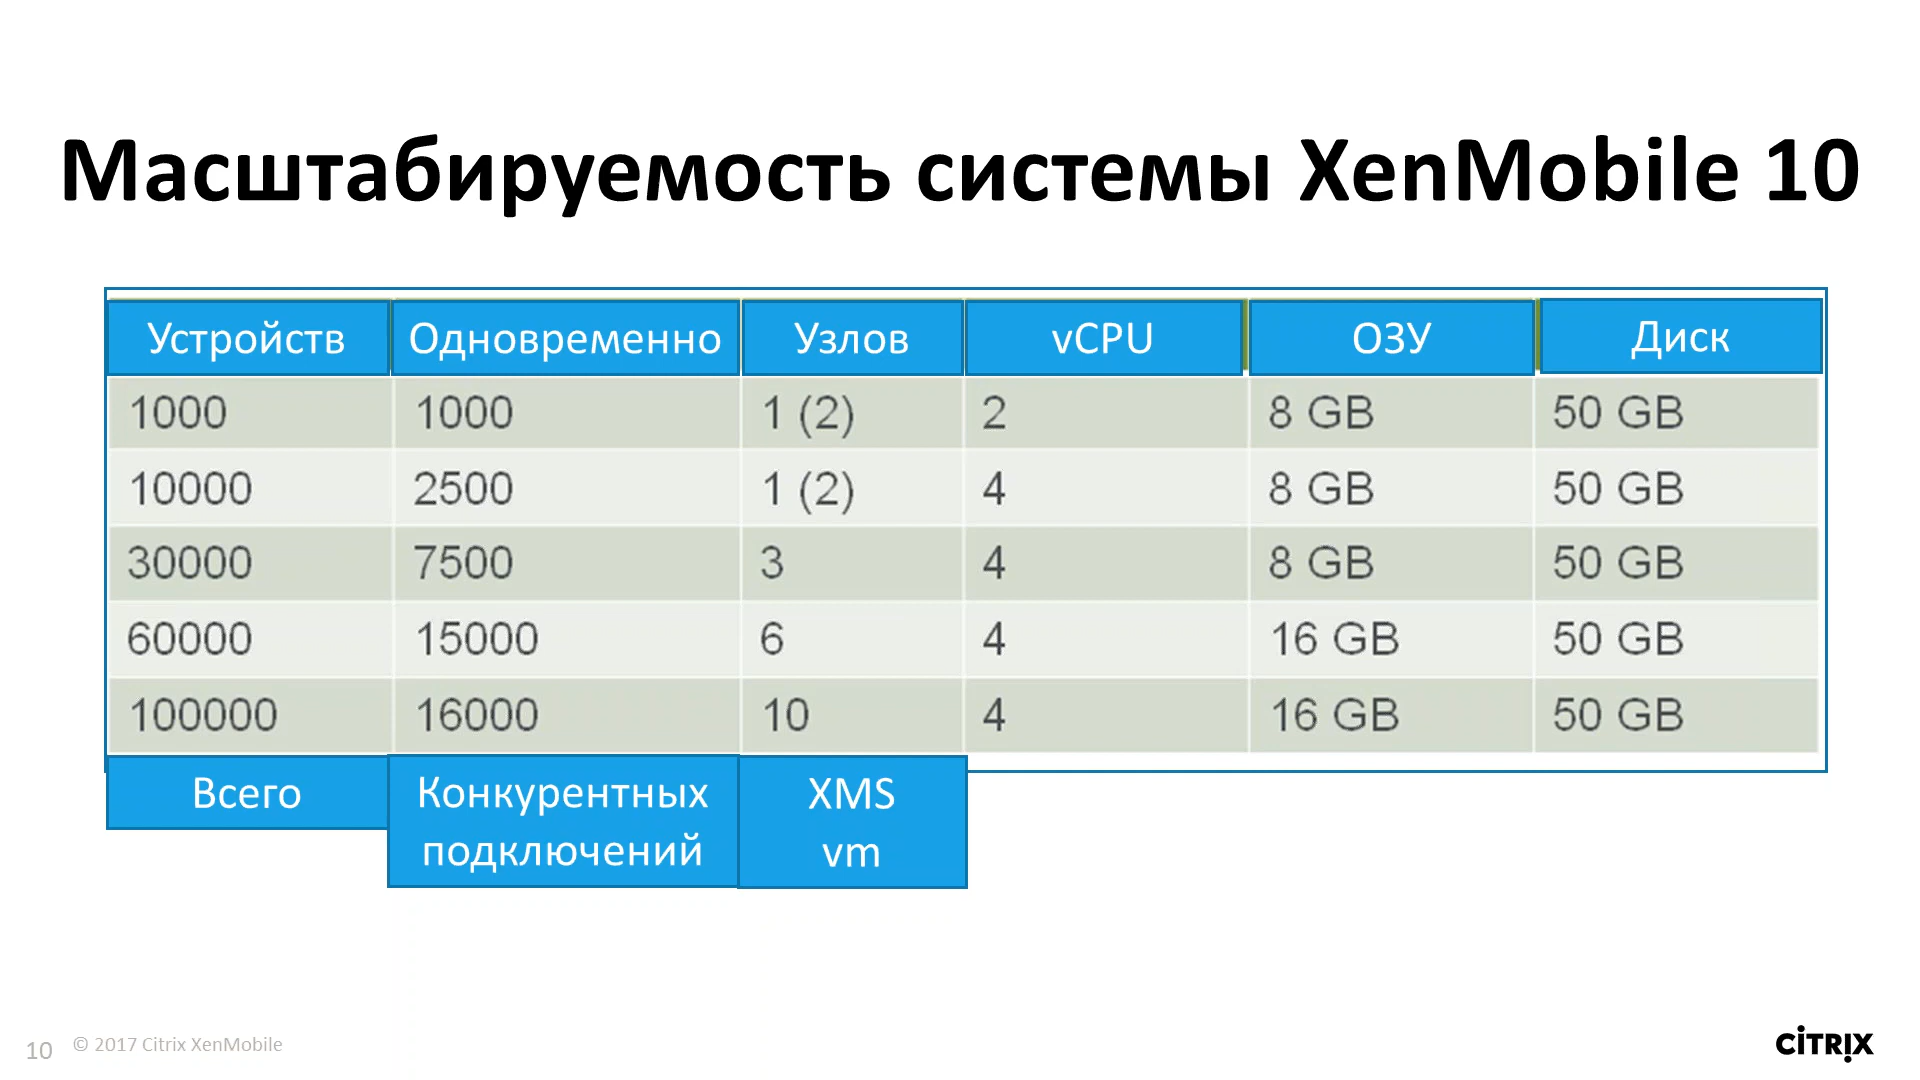 Масштабируемость системы XenMobile 10
Устройств Одновременно Узлов vCPU ОЗУ Диск
1000 1000 1 (2) 2 8 GB 50 GB
10000 2500 1 (2) 4 8 GB 50 GB
30000 7500 3 4 8 GB 50 GB
60000 15000 6 4 16 GB 50 GB
100000 16000 10 4 16 GB 50 GB
Всего Конкурентных XMS
подключений vm
10 © 2017 Citrix XenMobile
CITRIX